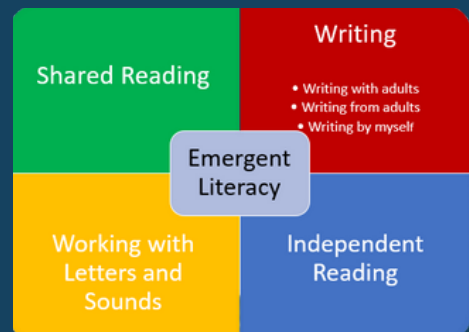 Shared Reading
Writing
• Writing with adults
• Writing from adults
• Writing by myself
Emergent
Literacy
Working with
Letters and
Sounds
Independent
Reading